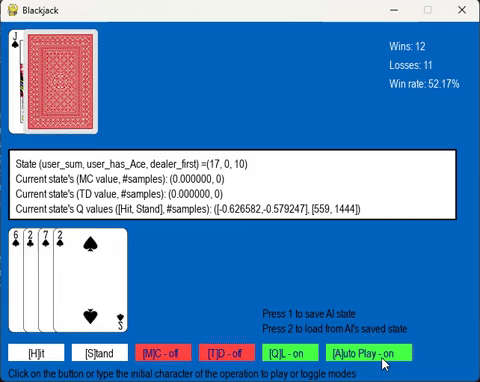 Blackjack
J
Wins: 12
Losses: 11
Win rate: 52.17%
State (user_sum, user_has_Ace, dealer_first) =(17, 0, 10)
Current state's (MC value, #samples): (0.000000, 0)
Current state's (TD value, #samples): (0.000000, 0)
Current state's Q values ([Hit, Stand], #samples): ([-0.626582,-0.579247], [559, 1444])
6 2 7 2
2
Press 1 to save AI state
Press 2 to load from AI's saved state
[H]it [S]tand [M]C - off [T]D - off [Q]L - on [A]uto Play - on
Click on the button or type the initial character of the operation to play or toggle modes